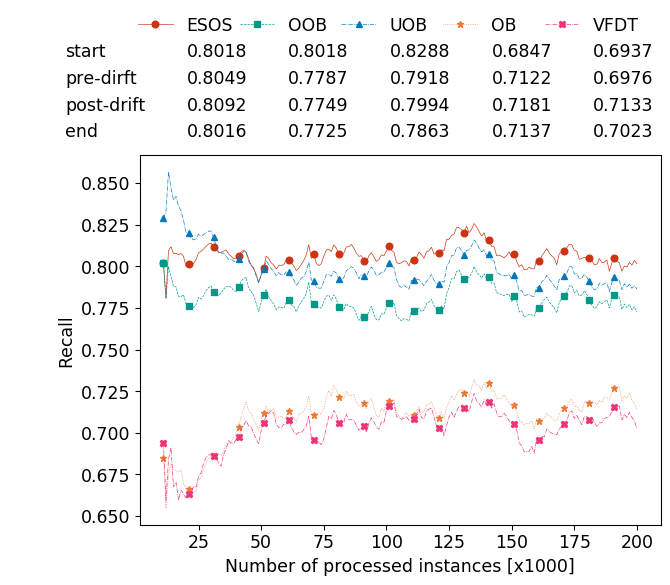 ESOS OOB UOB OB VFDT
start 0.8018 0.8018 0.8288 0.6847 0.6937
pre-dirft 0.8049 0.7787 0.7918 0.7122 0.6976
post-drift 0.8092 0.7749 0.7994 0.7181 0.7133
end 0.8016 0.7725 0.7863 0.7137 0.7023
0.850
0.825
0.800
0.775
0.750
0.725
0.700
0.675
0.650
Recall
25 50 75 100 125 150 175 200
Number of processed instances [x1000]